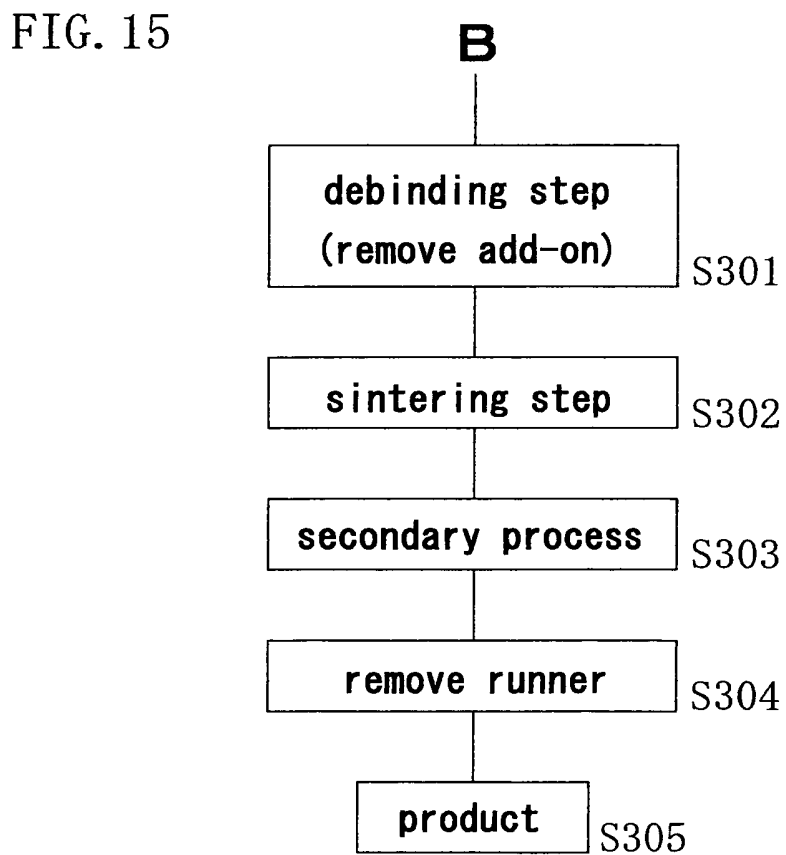 FIG. 15
B
debinding step
(remove add-on)
S301
sintering step
S302
secondary process
S303
remove runner
S304
product
S305